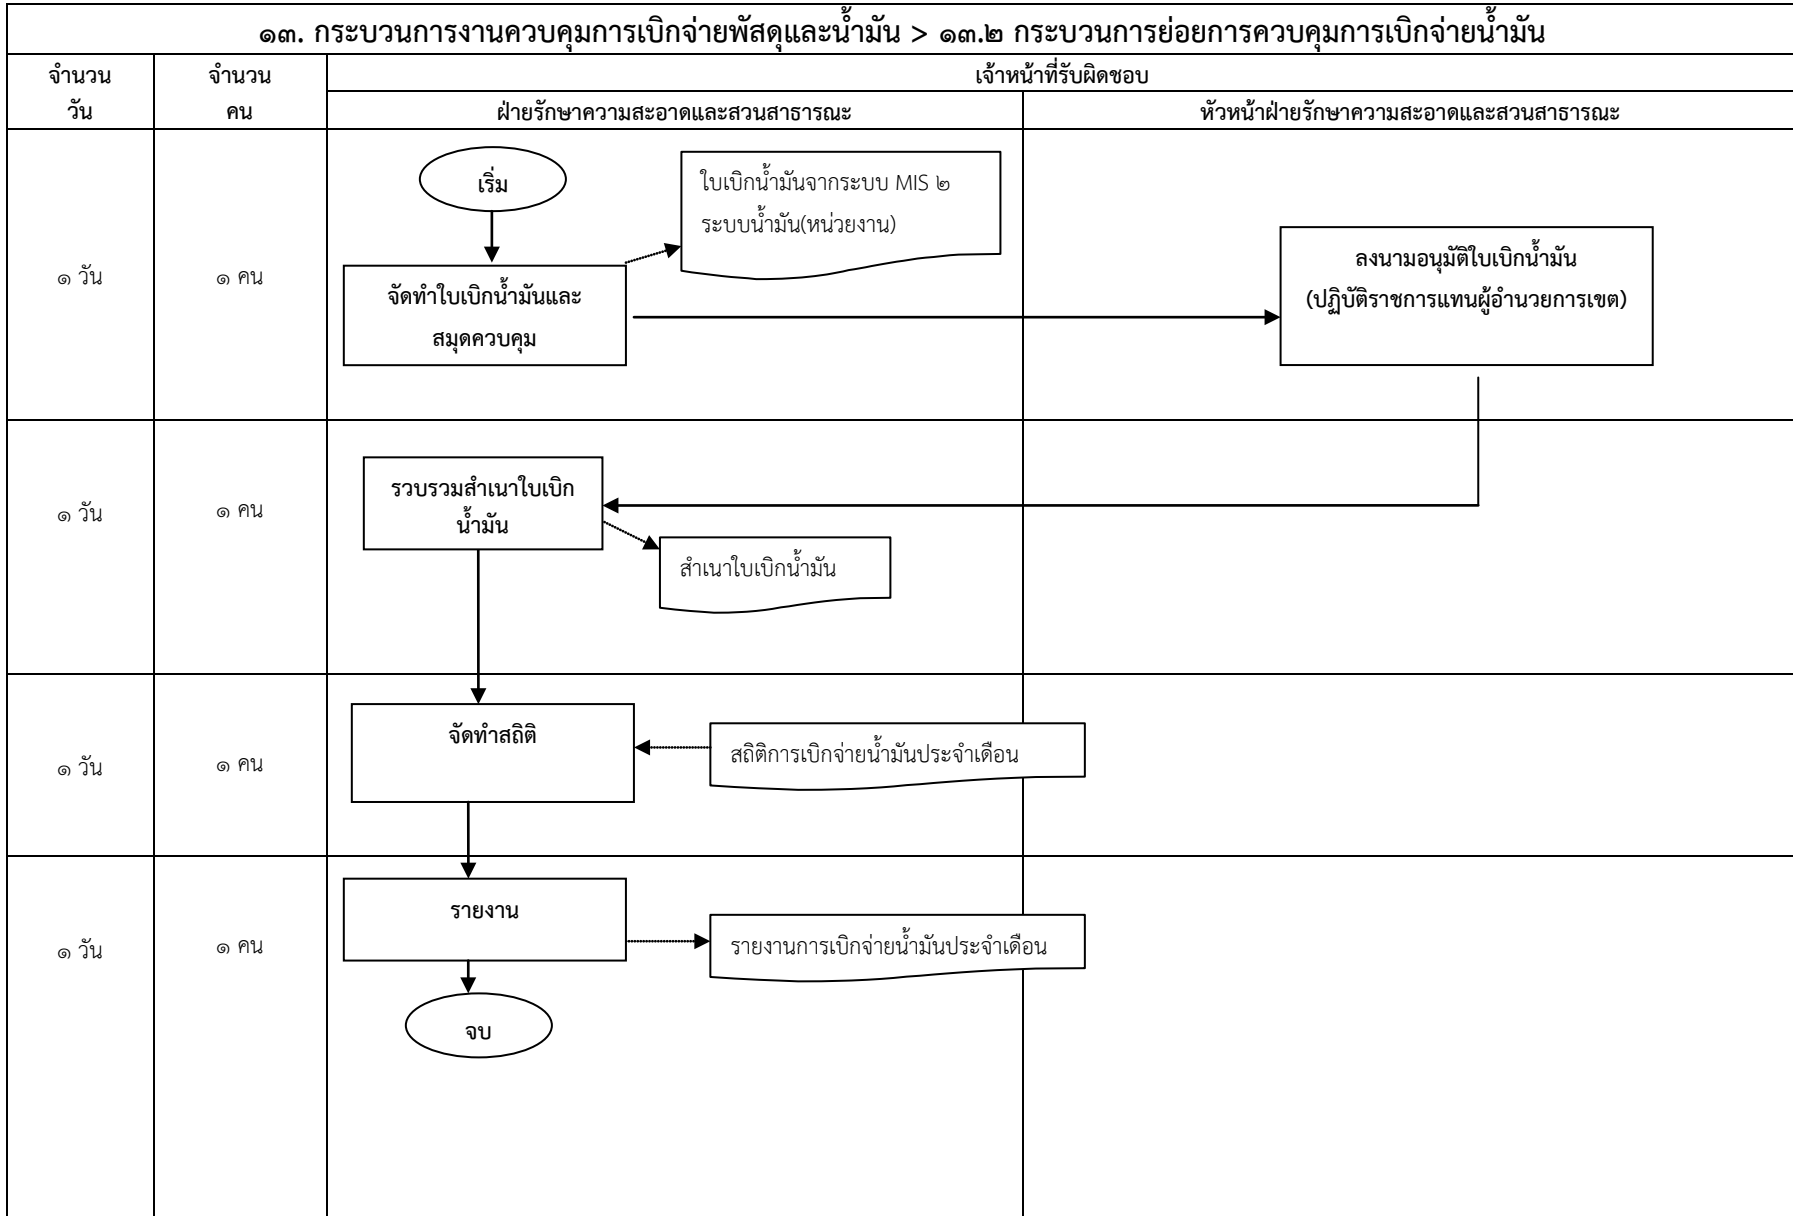 ๑๓. กระบวนการงานควบคุมการเบิกจ่ายพัสดุและน้ำมัน > ๑๓.๒ กระบวนการย่อยการควบคุมการเบิกจ่ายน้ำมัน
จำนวน
วัน
จำนวน
คน
เจ้าหน้าที่รับผิดชอบ
ฝ่ายรักษาความสะอาดและสวนสาธารณะ
หัวหน้าฝ่ายรักษาความสะอาดและสวนสาธารณะ
๑ วัน
๑ คน
เริ่ม
ใบเบิกน้ำมันจากระบบ MIS ๒
ระบบน้ำมัน(หน่วยงาน)
จัดทำใบเบิกน้ำมันและ
สมุดควบคุม
ลงนามอนุมัติใบเบิกน้ำมัน
(ปฏิบัติราชการแทนผู้อำนวยการเขต)
๑ วัน
๑ คน
รวบรวมสำเนาใบเบิก
น้ำมัน
สำเนาใบเบิกน้ำมัน
๑ วัน
๑ คน
จัดทำสถิติ
สถิติการเบิกจ่ายน้ำมันประจำเดือน
๑ วัน
๑ คน
รายงาน
รายงานการเบิกจ่ายน้ำมันประจำเดือน
จบ